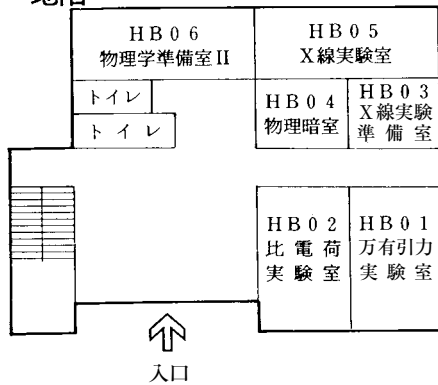 地階
HB06
物理学準備室II
HB05
X線実験室
トイレ
トイレ
HB04
物理暗室
HB03
X線実験
準備室
HB02
比電荷
実験室
HB01
万有引力
実験室
入口